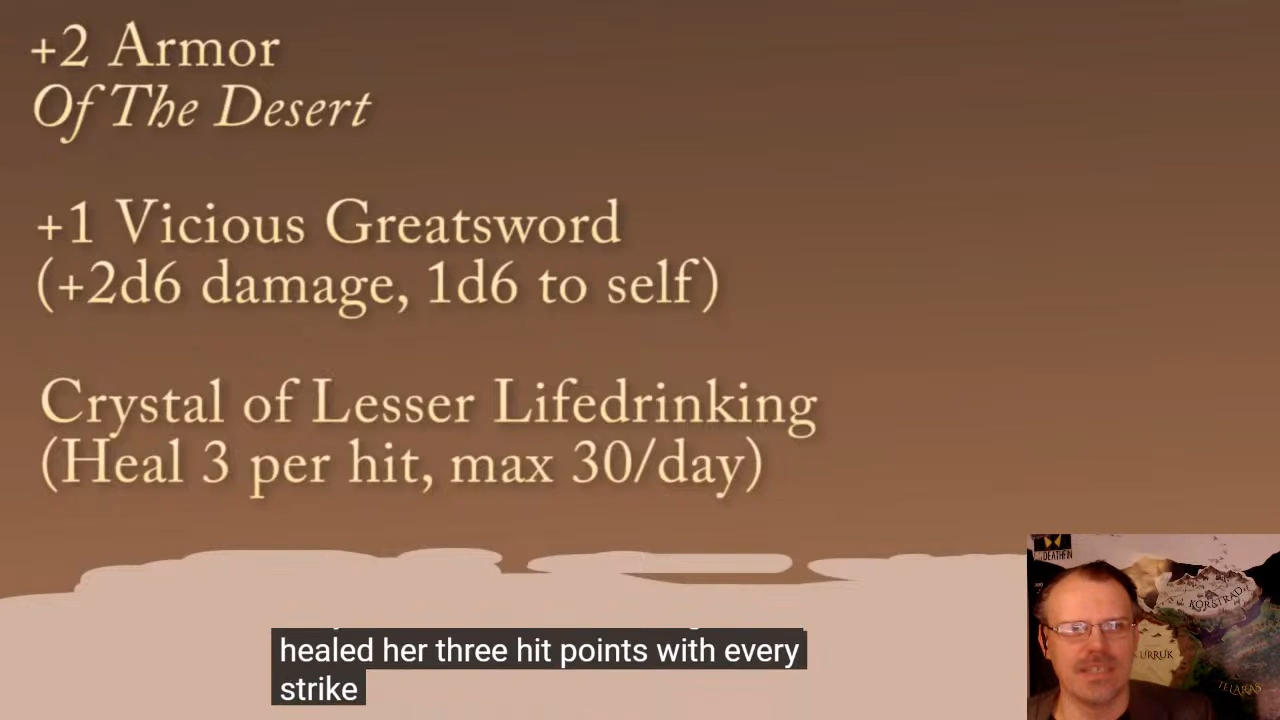 +2 Armor
Of The Desert
+1 Vicious Greatsword
(+2d6 damage, 1d6 to self)
Crystal of Lesser Lifedrinking
(Heal 3 per hit, max 30/day)
healed her three hit points with every
strike
KORSTRAD
URRUK
TELARAS